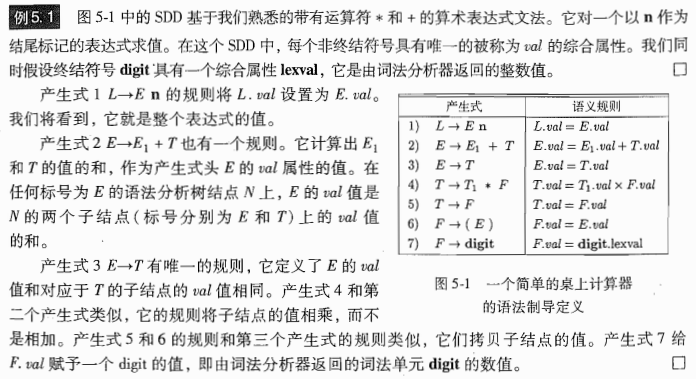 例5.1 图 5-1 中的 SDD 基于我们熟悉的带有运算符 * 和 + 的算术表达式文法。它对一个以 n 作为
结尾标记的表达式求值。在这个 SDD 中，每个非终结符号具有唯一的被称为 val 的综合属性。我们同
时假设终结符号 digit 具有一个综合属性 lexval，它是由词法分析器返回的整数值。 □
产生式 1 L→E n 的规则将 L.val 设置为 E.val。
我们将看到，它就是整个表达式的值。
产生式 2 E→E₁ + T 也有一个规则。它计算出 E₁
和 T 的值的和，作为产生式头 E 的 val 属性的值。在
任何标号为 E 的语法分析树结点 N 上，E 的 val 值是
N 的两个子结点（标号分别为 E 和 T）上的 val 值
的和。
产生式 3 E→T 有唯一的规则，它定义了 E 的 val
值和对应于 T 的子结点的 val 值相同。产生式 4 和第
二个产生式类似，它的规则将子结点的值相乘，而不
是相加。产生式 5 和 6 的规则和第三个产生式的规则类似，它们拷贝子结点的值。产生式 7 给
F.val 赋予一个 digit 的值，即由词法分析器返回的词法单元 digit 的数值。 □
产生式 语义规则
1) L → E n L.val = E.val
2) E → E₁ + T E.val = E₁.val + T.val
3) E → T E.val = T.val
4) T → T₁ * F T.val = T₁.val × F.val
5) T → F T.val = F.val
6) F → ( E ) F.val = E.val
7) F → digit F.val = digit.lexval
图 5-1 一个简单的桌上计算器
的语法制导定义